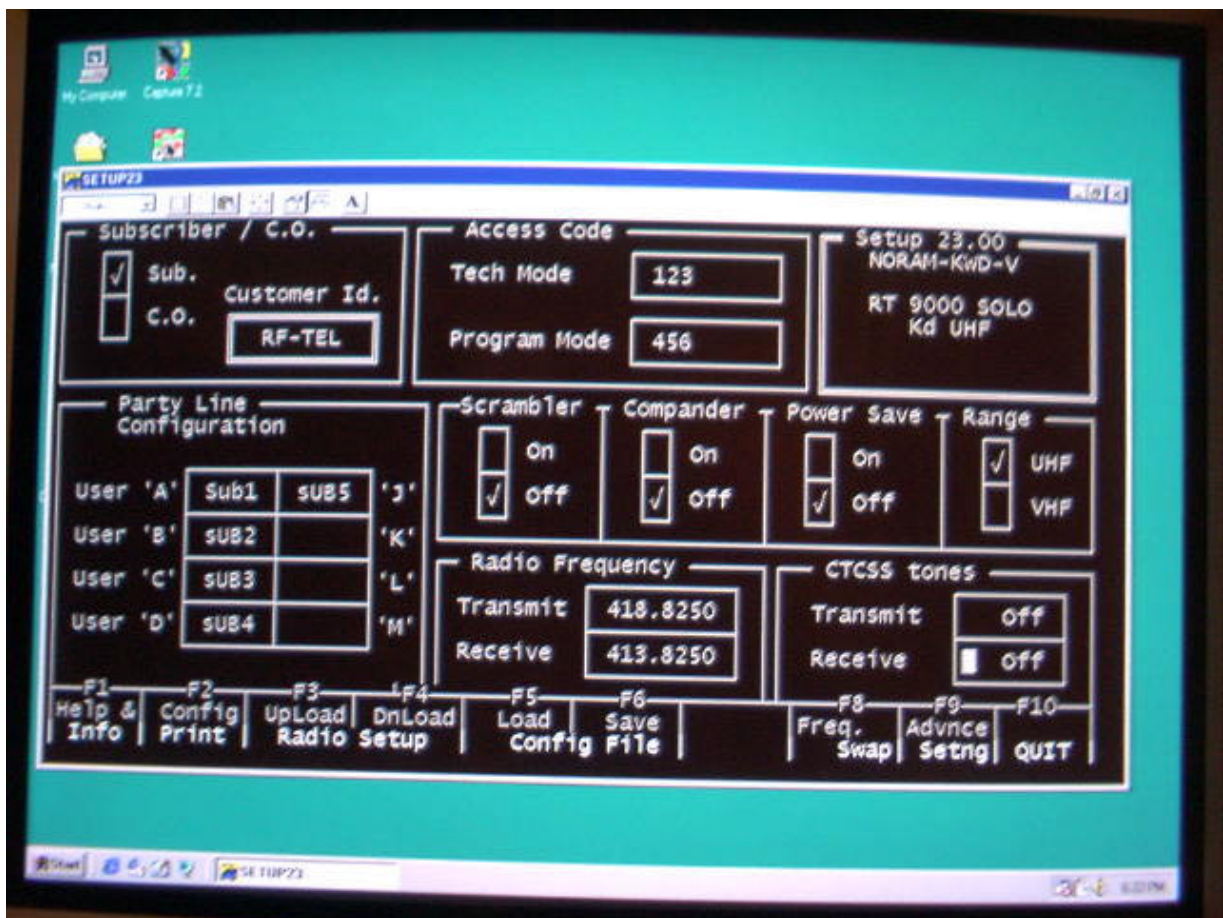 My Computer
Capture 7.2
SETUP23
A
Subscriber / C.O.
√ Sub.
C.O.
Customer Id.
RF-TEL
Access Code
Tech Mode 123
Program Mode 456
Setup 23.00
NORAM-KWD-V
RT 9000 SOLO
Kd UHF
Party Line
Configuration
User 'A' Sub1 SUB5 'J'
User 'B' SUB2 'K'
User 'C' SUB3 'L'
User 'D' SUB4 'M'
Scrambler
On
√ Off
Compander
On
√ Off
Power Save
On
√ Off
Range
√ UHF
VHF
Radio Frequency
Transmit 418.8250
Receive 413.8250
CTCSS tones
Transmit Off
Receive Off
F1
Help &
Info
F2
Config
Print
F3
UpLoad
F4
DnLoad
Radio Setup
F5
Load
F6
Save
Config File
F8
Freq.
Swap
F9
Advnce
Setng
F10
QUIT
Start
SETUP23